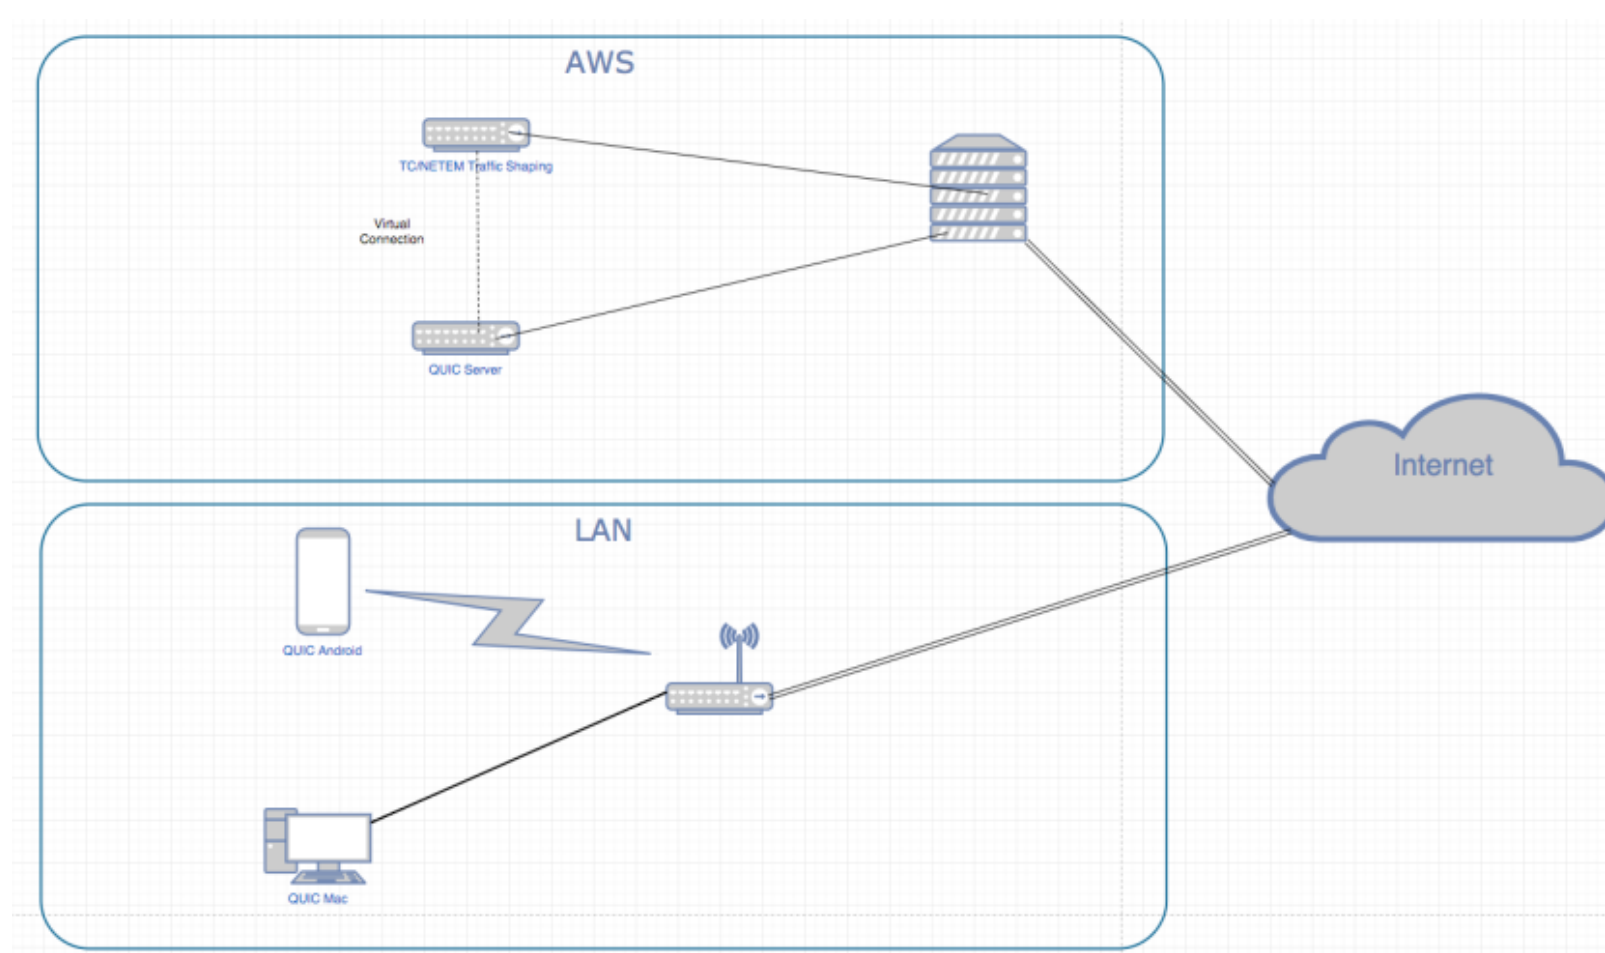 AWS
TC/NETEM Traffic Shaping
Virtual
Connection
QUIC Server
Internet
LAN
QUIC Android
QUIC Mac